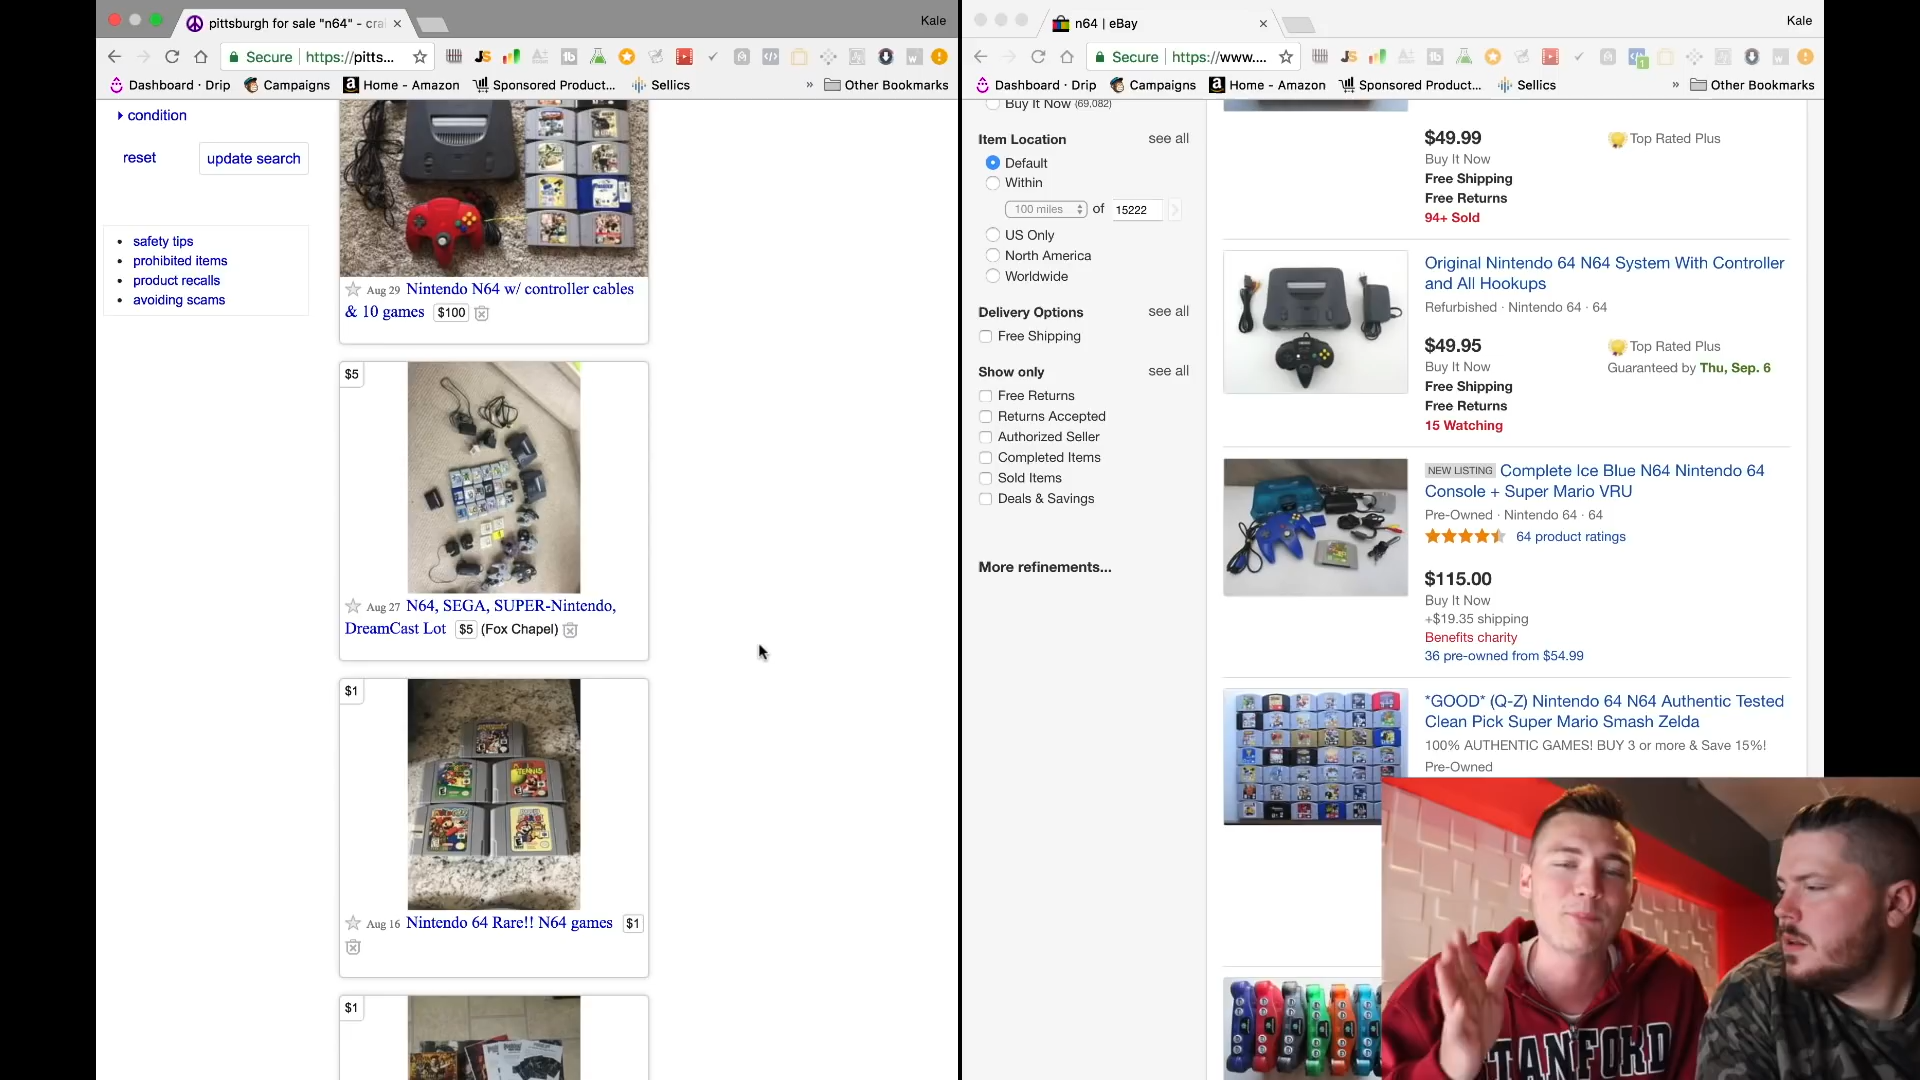 pittsburgh for sale "n64" - crai
Kale
Secure https://pitts...
Dashboard · Drip
Campaigns
Home - Amazon
Sponsored Product...
Sellics
»
Other Bookmarks
condition
reset
update search
safety tips
prohibited items
product recalls
avoiding scams
Aug 29 Nintendo N64 w/ controller cables
& 10 games $100
$5
Aug 27 N64, SEGA, SUPER-Nintendo,
DreamCast Lot $5 (Fox Chapel)
$1
Aug 16 Nintendo 64 Rare!! N64 games $1
$1
n64 | eBay
Kale
Secure https://www....
Dashboard · Drip
Campaigns
Home - Amazon
Sponsored Product...
Sellics
»
Other Bookmarks
Buy It Now (69,082)
Item Location see all
Default
Within
100 miles of 15222
US Only
North America
Worldwide
Delivery Options see all
Free Shipping
Show only see all
Free Returns
Returns Accepted
Authorized Seller
Completed Items
Sold Items
Deals & Savings
More refinements...
$49.99 Top Rated Plus
Buy It Now
Free Shipping
Free Returns
94+ Sold
Original Nintendo 64 N64 System With Controller
and All Hookups
Refurbished · Nintendo 64 · 64
$49.95 Top Rated Plus
Buy It Now Guaranteed by Thu, Sep. 6
Free Shipping
Free Returns
15 Watching
NEW LISTING Complete Ice Blue N64 Nintendo 64
Console + Super Mario VRU
Pre-Owned · Nintendo 64 · 64
64 product ratings
$115.00
Buy It Now
+$19.35 shipping
Benefits charity
36 pre-owned from $54.99
*GOOD* (Q-Z) Nintendo 64 N64 Authentic Tested
Clean Pick Super Mario Smash Zelda
100% AUTHENTIC GAMES! BUY 3 or more & Save 15%!
Pre-Owned
TANFORD